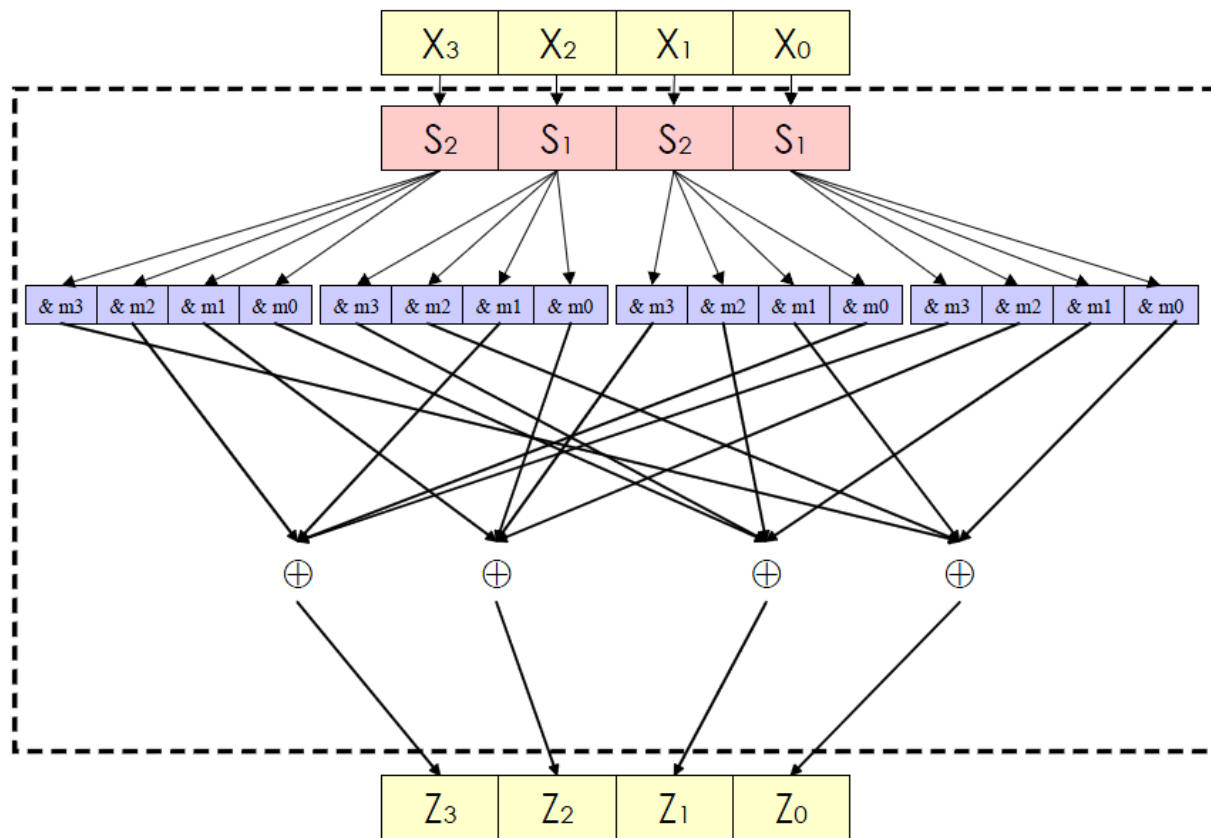 X₃ X₂ X₁ X₀
S₂ S₁ S₂ S₁
& m3 & m2 & m1 & m0 & m3 & m2 & m1 & m0 & m3 & m2 & m1 & m0 & m3 & m2 & m1 & m0
⊕ ⊕ ⊕ ⊕
Z₃ Z₂ Z₁ Z₀